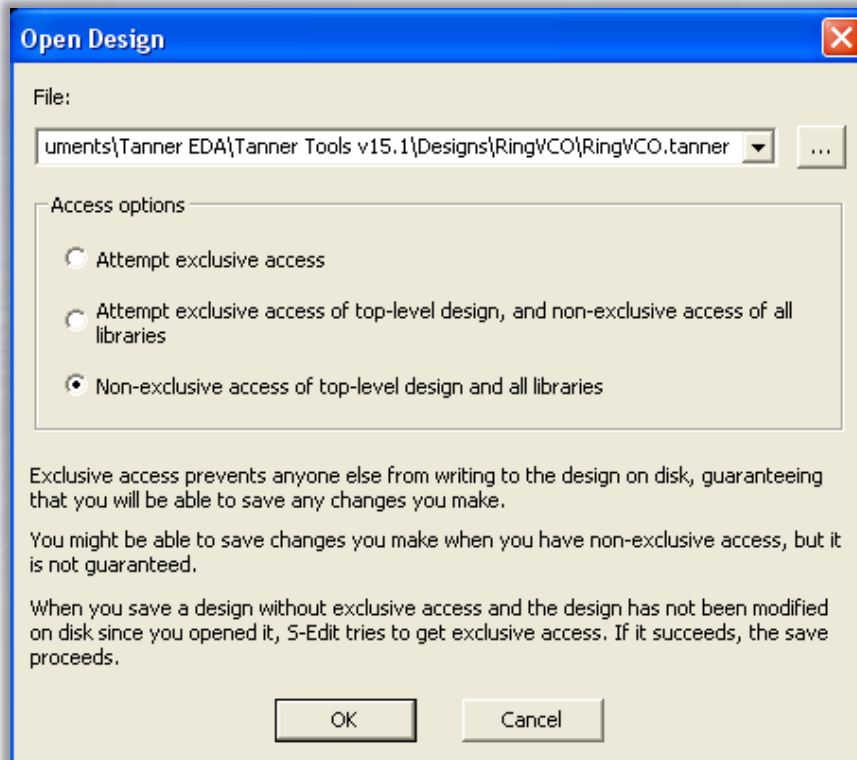 Open Design
File:
uments\Tanner EDA\Tanner Tools v15.1\Designs\RingVCO\RingVCO.tanner
...
Access options
Attempt exclusive access
Attempt exclusive access of top-level design, and non-exclusive access of all
libraries
Non-exclusive access of top-level design and all libraries
Exclusive access prevents anyone else from writing to the design on disk, guaranteeing
that you will be able to save any changes you make.
You might be able to save changes you make when you have non-exclusive access, but it
is not guaranteed.
When you save a design without exclusive access and the design has not been modified
on disk since you opened it, S-Edit tries to get exclusive access. If it succeeds, the save
proceeds.
OK
Cancel